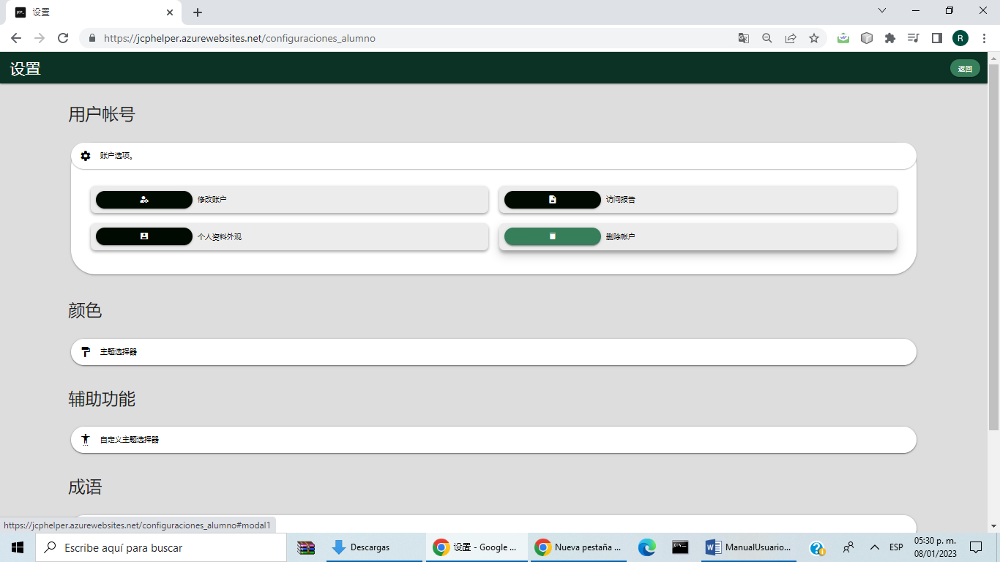 设置
https://jcphelper.azurewebsites.net/configuraciones_alumno
R
设置
返回
用户帐号
账户选项。
修改账户
访问报告
个人资料外观
删除帐户
颜色
主题选择器
辅助功能
自定义主题选择器
成语
https://jcphelper.azurewebsites.net/configuraciones_alumno#modal1
Escribe aquí para buscar
Descargas
设置 - Google ...
Nueva pestaña ...
ManualUsuario...
ESP
05:30 p. m.
08/01/2023